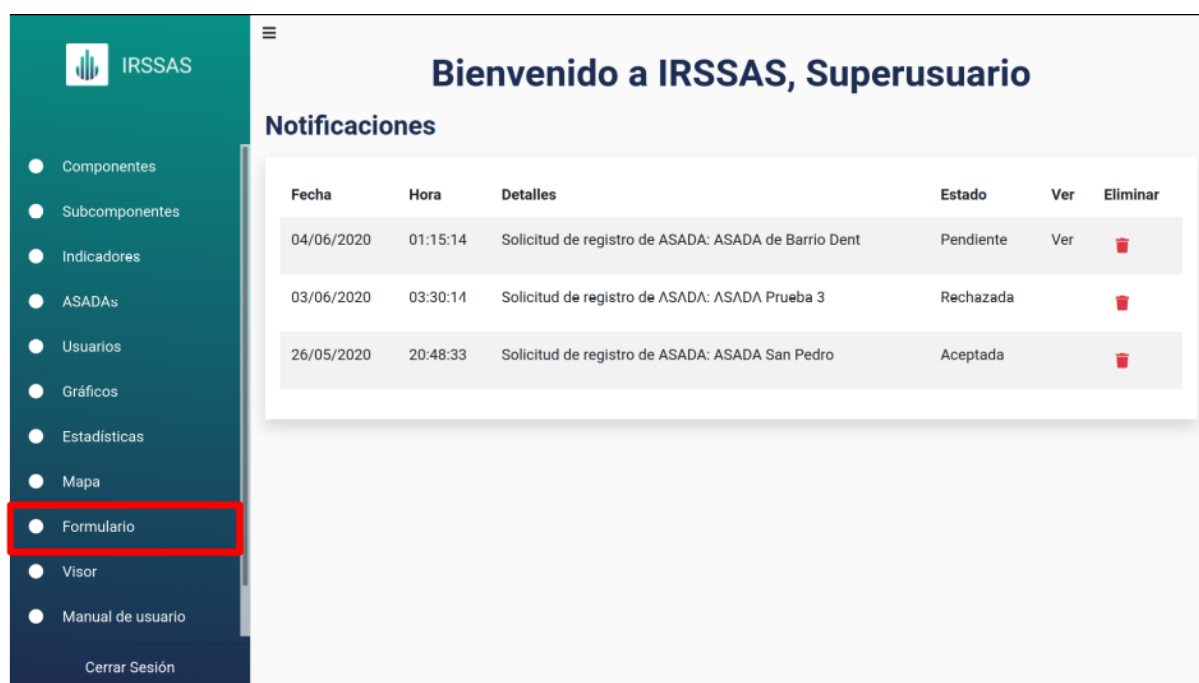 IRSSAS
Componentes
Subcomponentes
Indicadores
ASADAs
Usuarios
Gráficos
Estadísticas
Mapa
Formulario
Visor
Manual de usuario
Cerrar Sesión
Bienvenido a IRSSAS, Superusuario
Notificaciones
Fecha Hora Detalles Estado Ver Eliminar
04/06/2020 01:15:14 Solicitud de registro de ASADA: ASADA de Barrio Dent Pendiente Ver
03/06/2020 03:30:14 Solicitud de registro de ASADA: ASADA Prueba 3 Rechazada
26/05/2020 20:48:33 Solicitud de registro de ASADA: ASADA San Pedro Aceptada